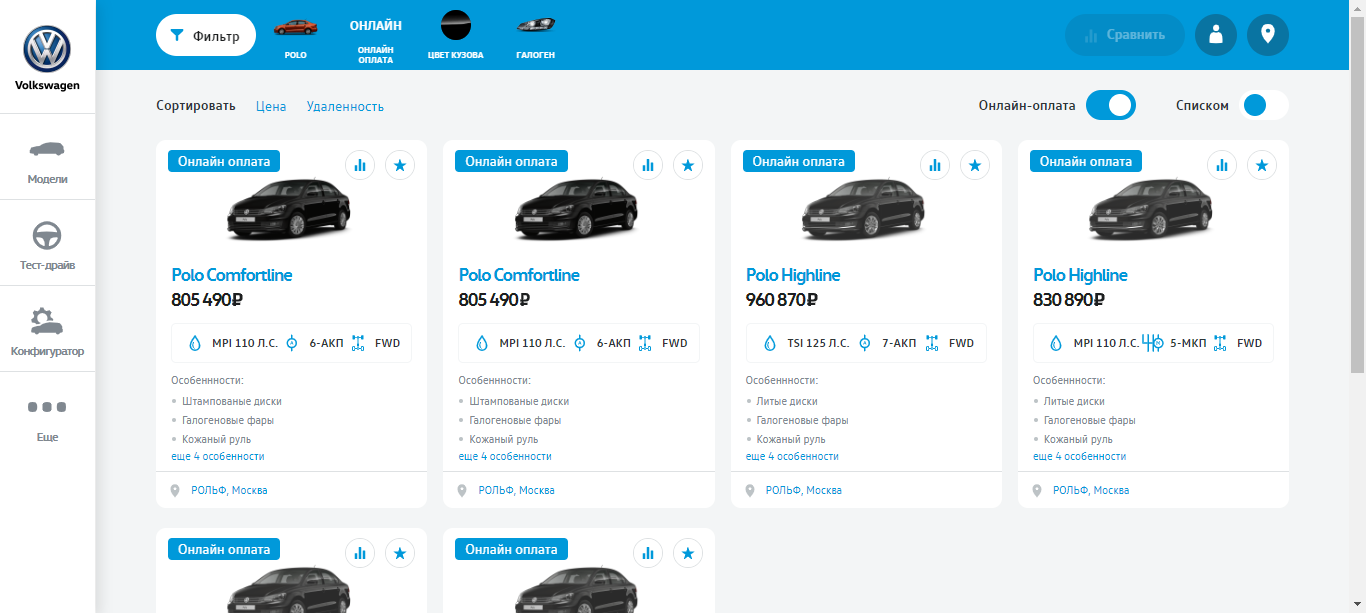 Volkswagen
Модели
Тест-драйв
Конфигуратор
Еще
Фильтр
POLO
ОНЛАЙН
ОНЛАЙН
ОПЛАТА
ЦВЕТ КУЗОВА
ГАЛОГЕН
Сравнить
Сортировать Цена Удаленность
Онлайн-оплата Списком
Онлайн оплата
Polo Comfortline
805 490₽
MPI 110 Л.С. 6-АКП FWD
Особеннности:
Штампованые диски
Галогеновые фары
Кожаный руль
еще 4 особенности
РОЛЬФ, Москва
Онлайн оплата
Polo Comfortline
805 490₽
MPI 110 Л.С. 6-АКП FWD
Особеннности:
Штампованые диски
Галогеновые фары
Кожаный руль
еще 4 особенности
РОЛЬФ, Москва
Онлайн оплата
Polo Highline
960 870₽
TSI 125 Л.С. 7-АКП FWD
Особеннности:
Литые диски
Галогеновые фары
Кожаный руль
еще 4 особенности
РОЛЬФ, Москва
Онлайн оплата
Polo Highline
830 890₽
MPI 110 Л.С. 5-МКП FWD
Особеннности:
Литые диски
Галогеновые фары
Кожаный руль
еще 4 особенности
РОЛЬФ, Москва
Онлайн оплата
Онлайн оплата